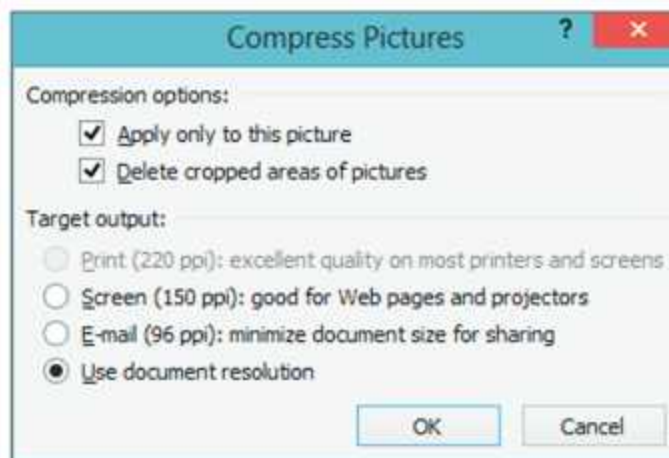 Compress Pictures ?
Compression options:
Apply only to this picture
Delete cropped areas of pictures
Target output:
Print (220 ppi): excellent quality on most printers and screens
Screen (150 ppi): good for Web pages and projectors
E-mail (96 ppi): minimize document size for sharing
Use document resolution
OK Cancel